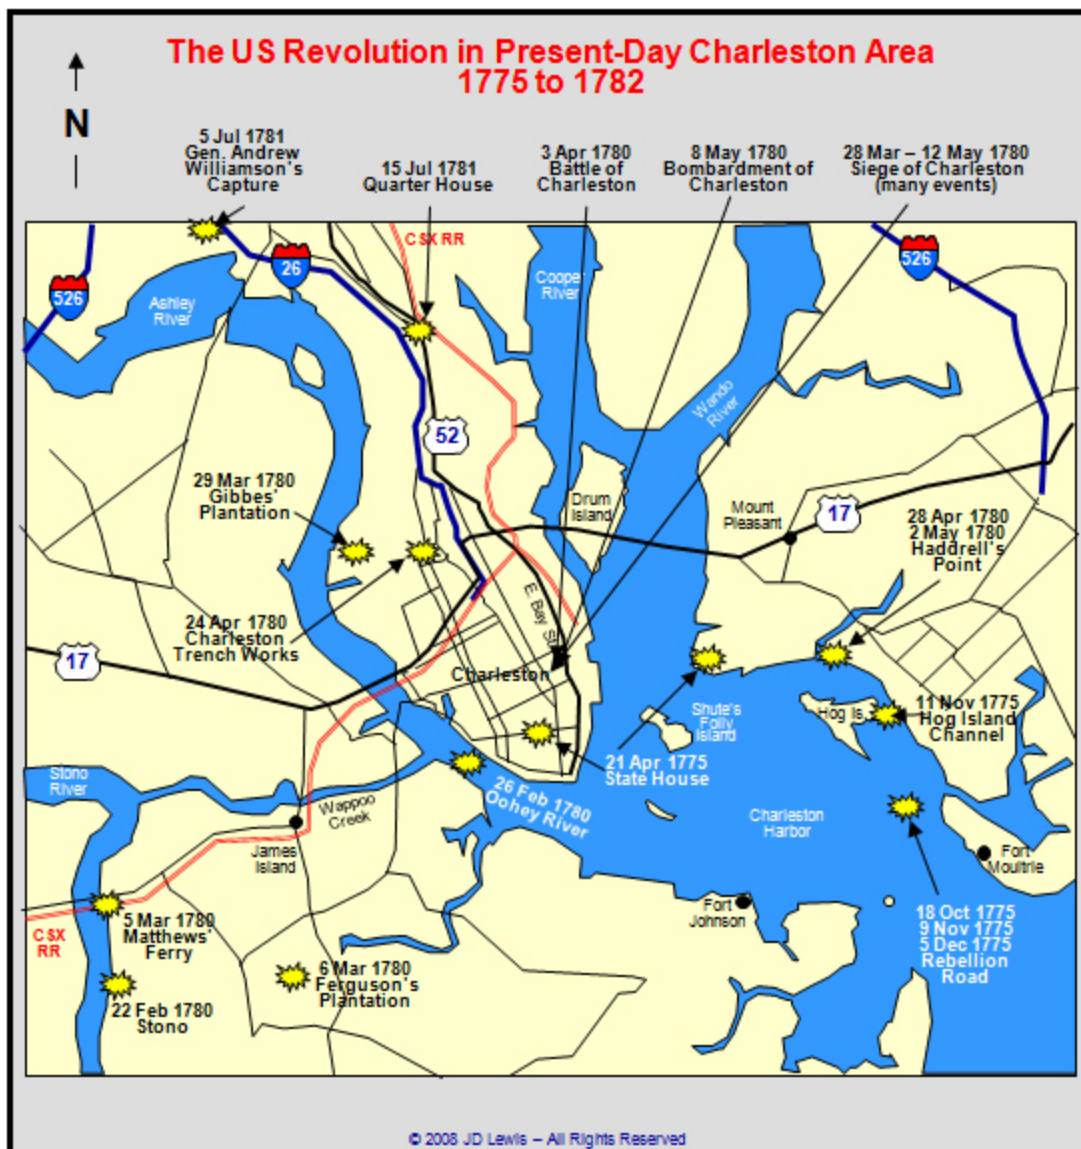 The US Revolution in Present-Day Charleston Area
1775 to 1782
N
5 Jul 1781
Gen. Andrew
Williamson's
Capture
15 Jul 1781
Quarter House
3 Apr 1780
Battle of
Charleston
8 May 1780
Bombardment of
Charleston
28 Mar – 12 May 1780
Siege of Charleston
(many events)
CSX RR
526
26
526
Ashley
River
Cooper
River
Wando
River
52
29 Mar 1780
Gibbes'
Plantation
Drum
Island
Mount
Pleasant
17
28 Apr 1780
2 May 1780
Haddrell's
Point
24 Apr 1780
Charleston
Trench Works
E. Bay St
17
Charleston
Shute's
Folly
Island
Hog Is.
11 Nov 1775
Hog Island
Channel
21 Apr 1775
State House
Stono
River
26 Feb 1780
Oohey River
Wappoo
Creek
Charleston
Harbor
James
Island
Fort
Moultrie
Fort
Johnson
5 Mar 1780
Matthews'
Ferry
CSX
RR
18 Oct 1775
9 Nov 1775
5 Dec 1775
Rebellion
Road
6 Mar 1780
Ferguson's
Plantation
22 Feb 1780
Stono
© 2008 JD Lewis – All Rights Reserved